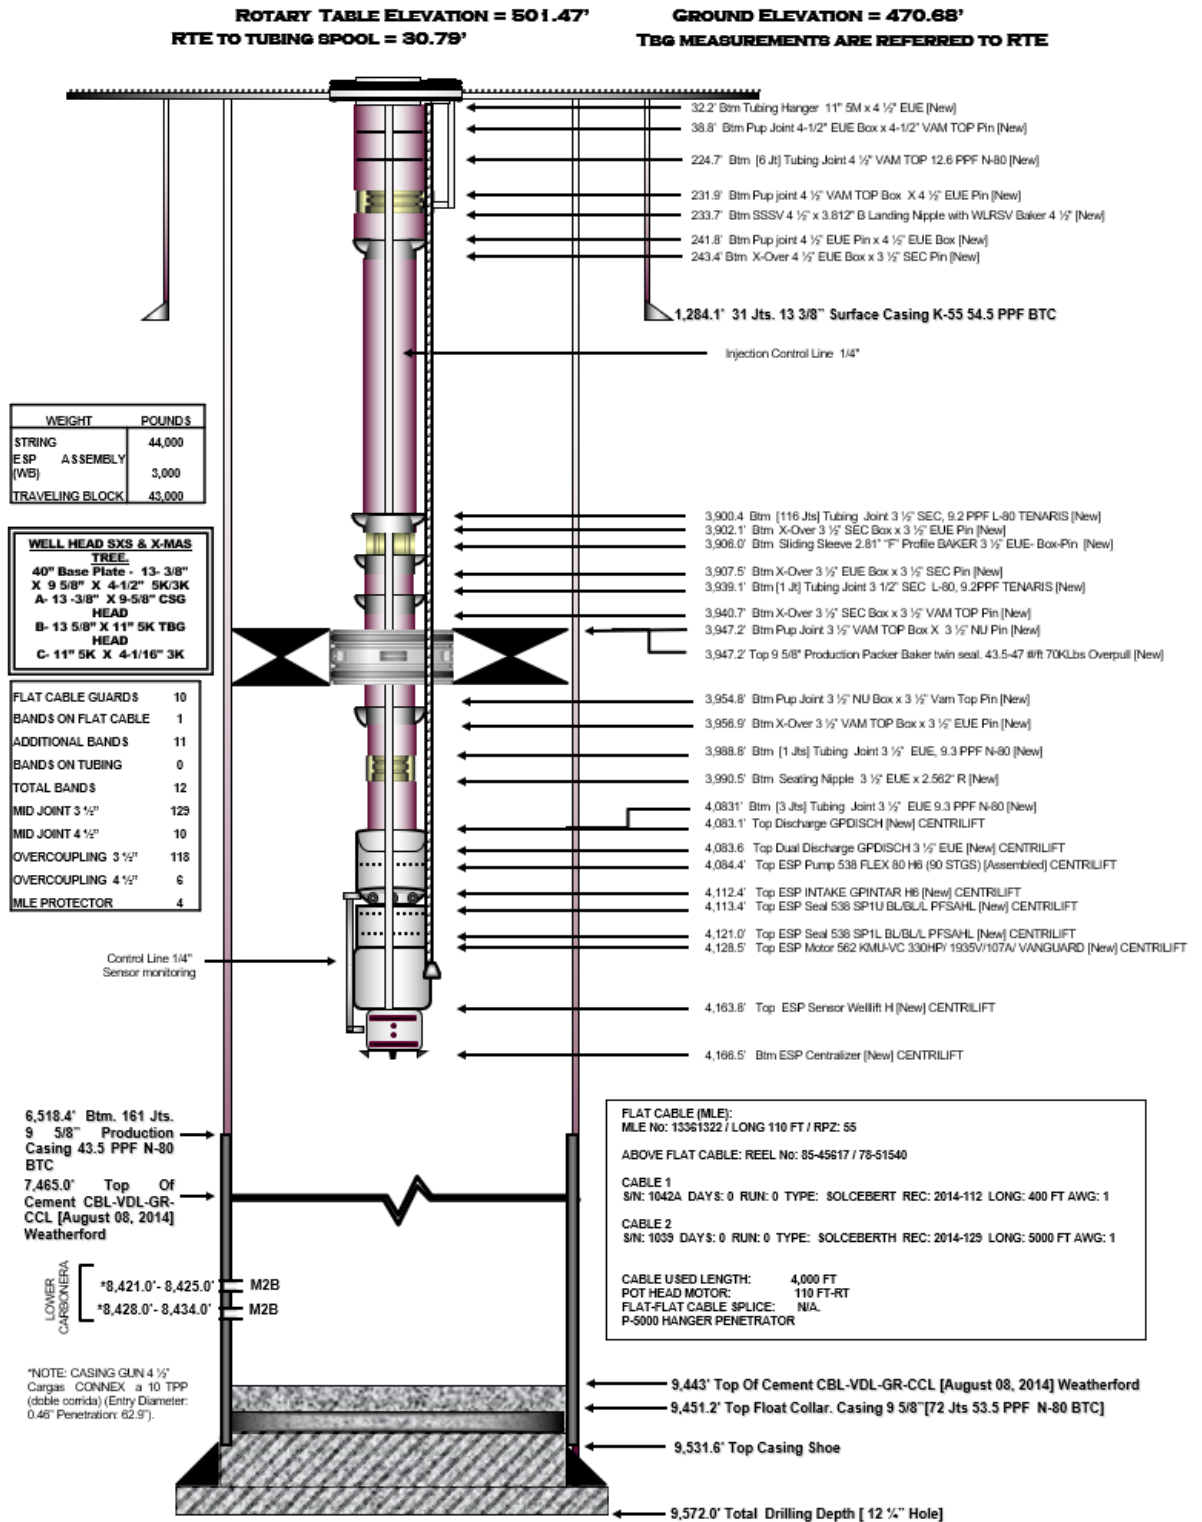 ROTARY TABLE ELEVATION = 501.47' GROUND ELEVATION = 470.68'
RTE TO TUBING SPOOL = 30.79' TBG MEASUREMENTS ARE REFERRED TO RTE
32.2' Btm Tubing Hanger 11" 5M x 4 ½" EUE [New]
38.8' Btm Pup Joint 4-1/2" EUE Box x 4-1/2" VAM TOP Pin [New]
224.7' Btm [6 Jt] Tubing Joint 4 ½" VAM TOP 12.6 PPF N-80 [New]
231.9' Btm Pup joint 4 ½" VAM TOP Box X 4 ½" EUE Pin [New]
233.7' Btm SSSV 4 ½" x 3.812" B Landing Nipple with WLRSV Baker 4 ½" [New]
241.8' Btm Pup joint 4 ½" EUE Pin x 4 ½" EUE Box [New]
243.4' Btm X-Over 4 ½" EUE Box x 3 ½" SEC Pin [New]
1,284.1' 31 Jts. 13 3/8" Surface Casing K-55 54.5 PPF BTC
Injection Control Line 1/4"
WEIGHT POUNDS
STRING 44,000
ESP ASSEMBLY
(WB) 3,000
TRAVELING BLOCK 43,000
WELL HEAD SXS & X-MAS
TREE.
40" Base Plate - 13- 3/8"
X 9 5/8" X 4-1/2" 5K/3K
A- 13 -3/8" X 9-5/8" CSG
HEAD
B- 13 5/8" X 11" 5K TBG
HEAD
C- 11" 5K X 4-1/16" 3K
FLAT CABLE GUARDS 10
BANDS ON FLAT CABLE 1
ADDITIONAL BANDS 11
BANDS ON TUBING 0
TOTAL BANDS 12
MID JOINT 3 ½" 129
MID JOINT 4 ½" 10
OVERCOUPLING 3 ½" 118
OVERCOUPLING 4 ½" 6
MLE PROTECTOR 4
3,900.4 Btm [116 Jts] Tubing Joint 3 ½" SEC, 9.2 PPF L-80 TENARIS [New]
3,902.1' Btm X-Over 3 ½" SEC Box x 3 ½" EUE Pin [New]
3,906.0' Btm Sliding Sleeve 2.81" "F" Profile BAKER 3 ½" EUE- Box-Pin [New]
3,907.5' Btm X-Over 3 ½" EUE Box x 3 ½" SEC Pin [New]
3,939.1' Btm [1 Jt] Tubing Joint 3 1/2" SEC L-80, 9.2PPF TENARIS [New]
3,940.7' Btm X-Over 3 ½" SEC Box x 3 ½" VAM TOP Pin [New]
3,947.2' Btm Pup Joint 3 ½" VAM TOP Box X 3 ½" NU Pin [New]
3,947.2' Top 9 5/8" Production Packer Baker twin seal. 43.5-47 #/ft 70KLbs Overpull [New]
3,954.8' Btm Pup Joint 3 ½" NU Box x 3 ½" Vam Top Pin [New]
3,956.9' Btm X-Over 3 ½" VAM TOP Box x 3 ½" EUE Pin [New]
3,988.8' Btm [1 Jts] Tubing Joint 3 ½" EUE, 9.3 PPF N-80 [New]
3,990.5' Btm Seating Nipple 3 ½" EUE x 2.562" R [New]
4,0831' Btm [3 Jts] Tubing Joint 3 ½" EUE 9.3 PPF N-80 [New]
4,083.1' Top Discharge GPDISCH [New] CENTRILIFT
4,083.6 Top Dual Discharge GPDISCH 3 ½" EUE [New] CENTRILIFT
4,084.4' Top ESP Pump 538 FLEX 80 H6 (90 STGS) [Assembled] CENTRILIFT
4,112.4' Top ESP INTAKE GPINTAR H6 [New] CENTRILIFT
4,113.4' Top ESP Seal 538 SP1U BL/BL/L PFSAHL [New] CENTRILIFT
4,121.0' Top ESP Seal 538 SP1L BL/BL/L PFSAHL [New] CENTRILIFT
4,128.5' Top ESP Motor 562 KMU-VC 330HP/ 1935V/107A/ VANGUARD [New] CENTRILIFT
Control Line 1/4"
Sensor monitoring
4,163.8' Top ESP Sensor Welllift H [New] CENTRILIFT
4,166.5' Btm ESP Centralizer [New] CENTRILIFT
6,518.4' Btm. 161 Jts.
9 5/8" Production
Casing 43.5 PPF N-80
BTC
7,465.0' Top Of
Cement CBL-VDL-GR-
CCL [August 08, 2014]
Weatherford
FLAT CABLE (MLE):
MLE No: 13361322 / LONG 110 FT / RPZ: 55
ABOVE FLAT CABLE: REEL No: 85-45617 / 78-51540
CABLE 1
S/N: 1042A DAYS: 0 RUN: 0 TYPE: SOLCEBERT REC: 2014-112 LONG: 400 FT AWG: 1
CABLE 2
S/N: 1039 DAYS: 0 RUN: 0 TYPE: SOLCEBERTH REC: 2014-129 LONG: 5000 FT AWG: 1
CABLE USED LENGTH: 4,000 FT
POT HEAD MOTOR: 110 FT-RT
FLAT-FLAT CABLE SPLICE: N/A.
P-5000 HANGER PENETRATOR
LOWER
CARBONERA
*8,421.0'- 8,425.0' M2B
*8,428.0'- 8,434.0' M2B
*NOTE: CASING GUN 4 ½"
Cargas CONNEX a 10 TPP
(doble corrida) (Entry Diameter:
0.46" Penetration: 62.9").
9,443' Top Of Cement CBL-VDL-GR-CCL [August 08, 2014] Weatherford
9,451.2' Top Float Collar. Casing 9 5/8"[72 Jts 53.5 PPF N-80 BTC]
9,531.6' Top Casing Shoe
9,572.0' Total Drilling Depth [ 12 ¼" Hole]